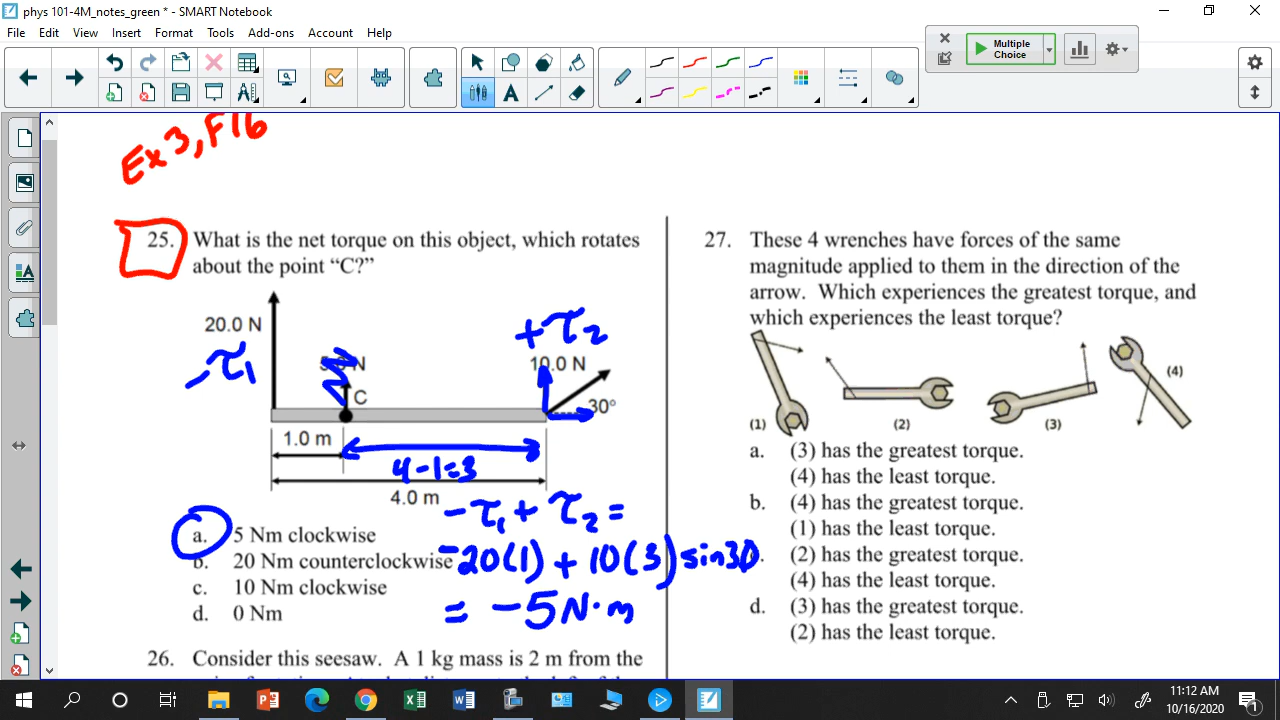 phys 101-4M_notes_green * - SMART Notebook
File Edit View Insert Format Tools Add-ons Account Help
Multiple
Choice
Ex 3, F16
25. What is the net torque on this object, which rotates
about the point “C?”
20.0 N
-τ1
+τ2
10.0 N
C
30°
1.0 m
4-1=3
4.0 m
-τ1 + τ2 =
-20(1) + 10(3) sin30
= -5 N·m
a. 5 Nm clockwise
b. 20 Nm counterclockwise
c. 10 Nm clockwise
d. 0 Nm
26. Consider this seesaw. A 1 kg mass is 2 m from the
27. These 4 wrenches have forces of the same
magnitude applied to them in the direction of the
arrow. Which experiences the greatest torque, and
which experiences the least torque?
(1)
(2)
(3)
(4)
a. (3) has the greatest torque.
(4) has the least torque.
b. (4) has the greatest torque.
(1) has the least torque.
(2) has the greatest torque.
(4) has the least torque.
d. (3) has the greatest torque.
(2) has the least torque.
11:12 AM
10/16/2020